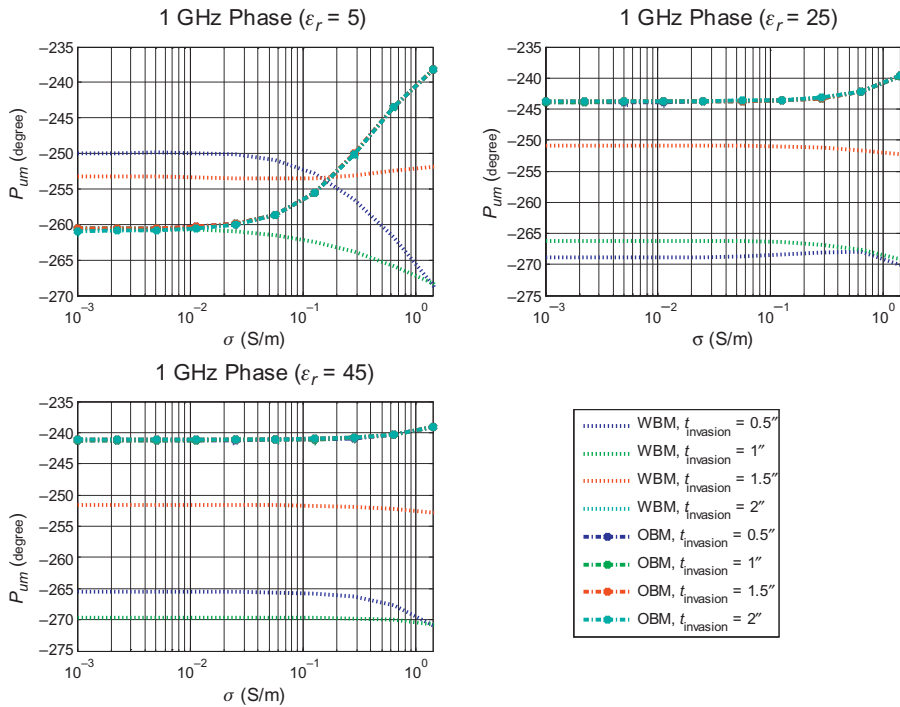 1 GHz Phase (εr = 5)
−235
−240
−245
−250
−255
−260
−265
−270
Pum (degree)
10−3
10−2
10−1
100
σ (S/m)
1 GHz Phase (εr = 25)
−235
−240
−245
−250
−255
−260
−265
−270
−275
Pum (degree)
10−3
10−2
10−1
100
σ (S/m)
1 GHz Phase (εr = 45)
−235
−240
−245
−250
−255
−260
−265
−270
−275
Pum (degree)
10−3
10−2
10−1
100
σ (S/m)
WBM, tinvasion = 0.5″
WBM, tinvasion = 1″
WBM, tinvasion = 1.5″
WBM, tinvasion = 2″
OBM, tinvasion = 0.5″
OBM, tinvasion = 1″
OBM, tinvasion = 1.5″
OBM, tinvasion = 2″